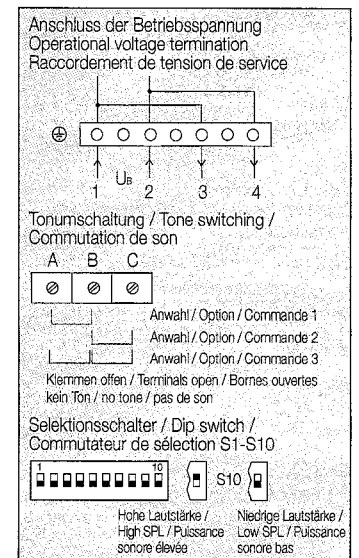 Anschluss der Betriebsspannung
Operational voltage termination
Raccordement de tension de service
UB
1 2 3 4
Tonumschaltung / Tone switching /
Commutation de son
A B C
Anwahl / Option / Commande 1
Anwahl / Option / Commande 2
Anwahl / Option / Commande 3
Klemmen offen / Terminals open / Bornes ouvertes
kein Ton / no tone / pas de son
Selektionsschalter / Dip switch /
Commutateur de sélection S1-S10
1 10 S10
Hohe Lautstärke / Niedrige Lautstärke /
High SPL / Puissance Low SPL / Puissance
sonore élevée sonore bas